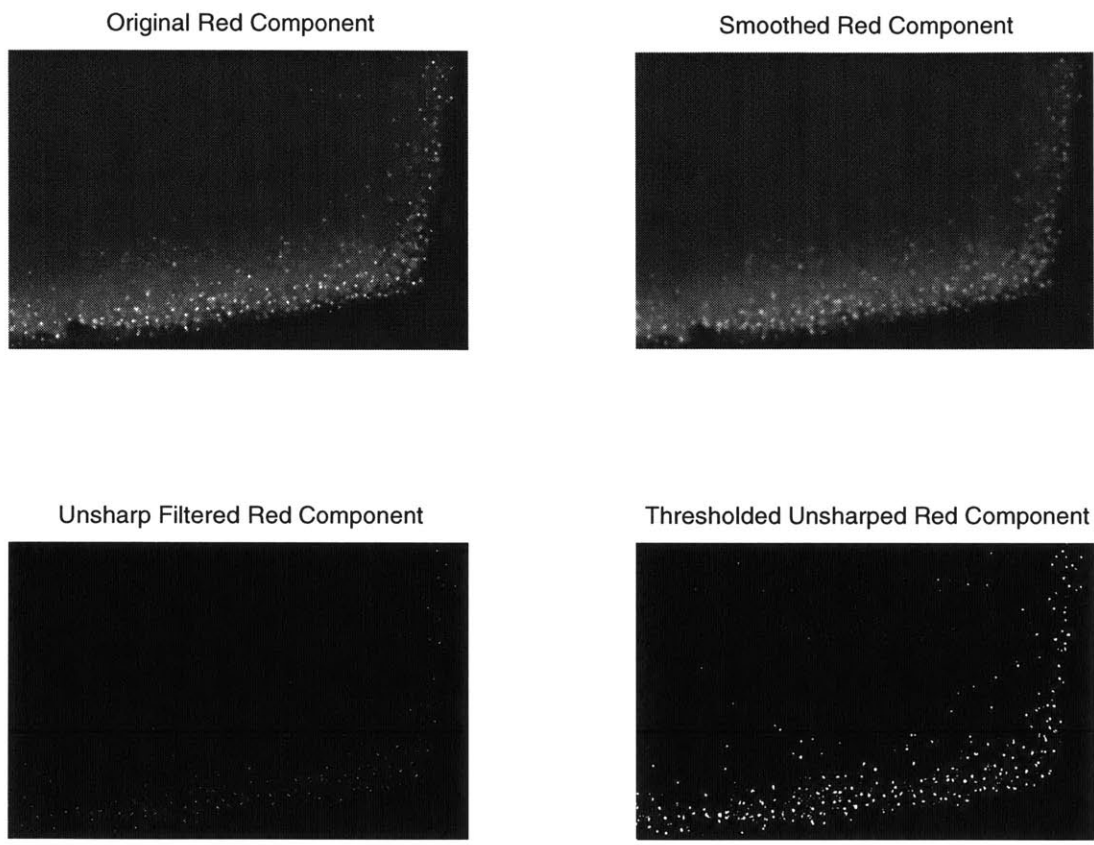 Original Red Component
Smoothed Red Component
Unsharp Filtered Red Component
Thresholded Unsharped Red Component